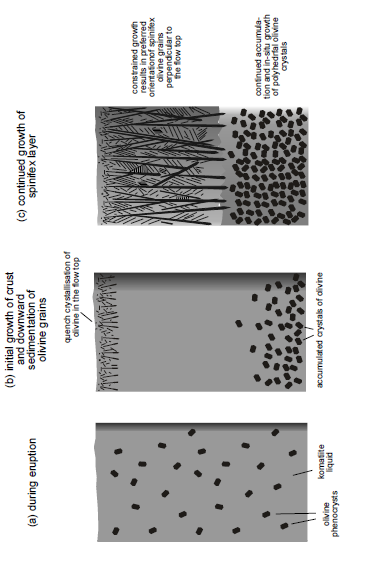 (a) during eruption
komatiite
liquid
olivine
phenocrysts
(b) initial growth of crust
and downward
sedimentation of
olivine grains
quench crystallisation of
olivine in the flow top
accumulated crystals of olivine
(c) continued growth of
spinifex layer
constrained growth
results in preferred
orientation of spinifex
olivine grains
perpendicular to
the flow top
continued accumula-
tion and in-situ growth
of polyhedrfal olivine
crystals